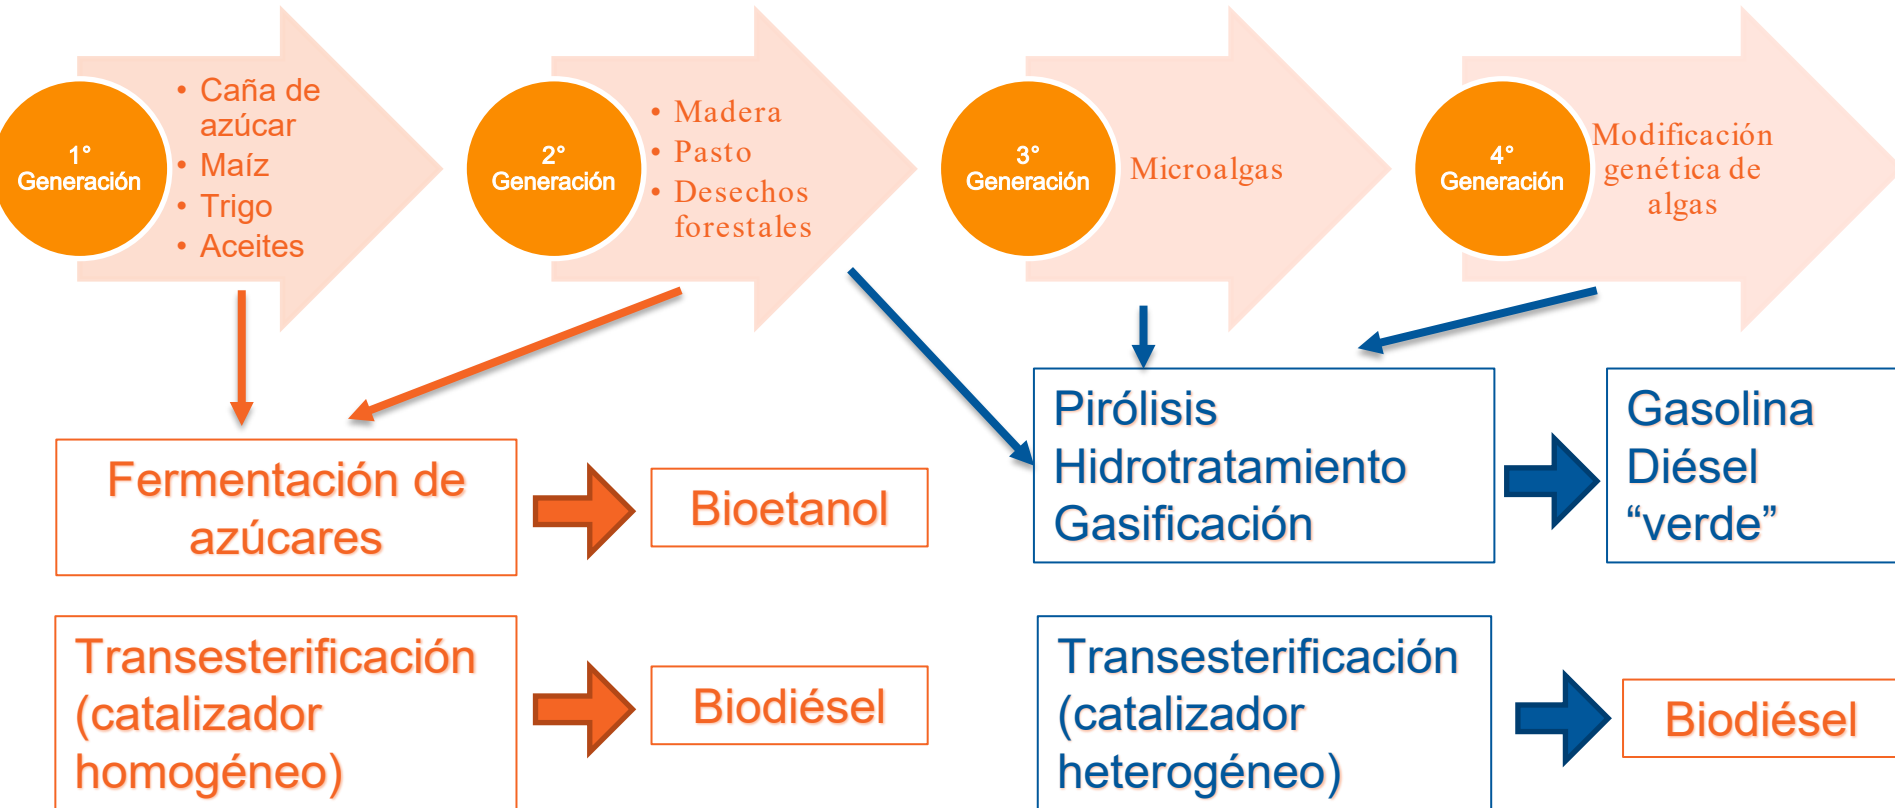 1°
Generación
• Caña de
azúcar
• Maíz
• Trigo
• Aceites
2°
Generación
• Madera
• Pasto
• Desechos
forestales
3°
Generación
Microalgas
4°
Generación
Modificación
genética de
algas
Fermentación de
azúcares
Bioetanol
Pirólisis
Hidrotratamiento
Gasificación
Gasolina
Diésel
“verde”
Transesterificación
(catalizador
homogéneo)
Biodiésel
Transesterificación
(catalizador
heterogéneo)
Biodiésel